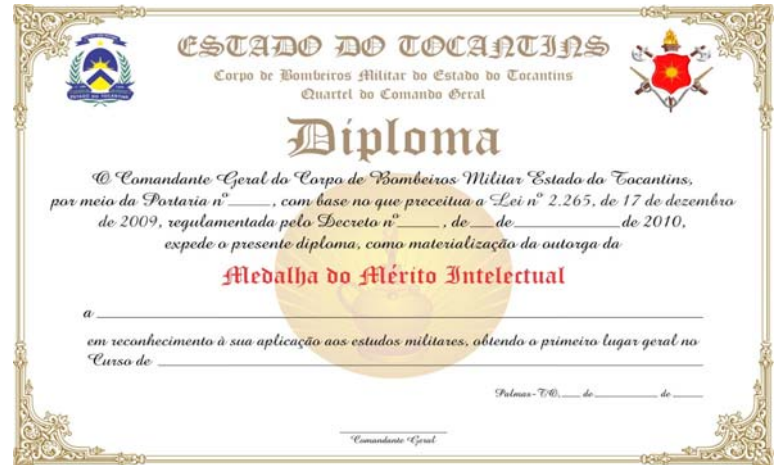 ESTADO DO TOCANTINS
Corpo de Bombeiros Militar do Estado do Tocantins
Quartel do Comando Geral
Diploma
O Comandante Geral do Corpo de Bombeiros Militar Estado do Tocantins,
por meio da Portaria nº_____, com base no que preceitua a Lei nº 2.265, de 17 de dezembro
de 2009, regulamentada pelo Decreto nº_____, de___de____________de 2010,
expede o presente diploma, como materialização da outorga da
Medalha do Mérito Intelectual
a
em reconhecimento à sua aplicação aos estudos militares, obtendo o primeiro lugar geral no
Curso de
Palmas-TO,___ de __________ de _____
Comandante Geral